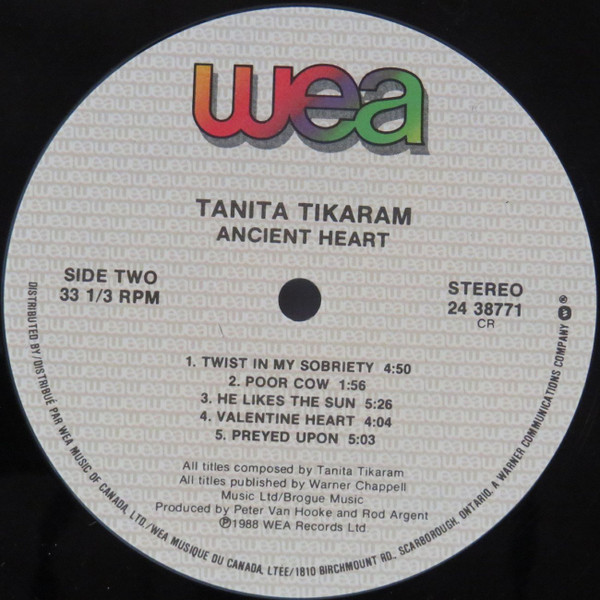 wea
TANITA TIKARAM
ANCIENT HEART
SIDE TWO
33 1/3 RPM
STEREO
24 38771
CR
1. TWIST IN MY SOBRIETY 4:50
2. POOR COW 1:56
3. HE LIKES THE SUN 5:26
4. VALENTINE HEART 4:04
5. PREYED UPON 5:03
All titles composed by Tanita Tikaram
All titles published by Warner Chappell
Music Ltd/Brogue Music
Produced by Peter Van Hooke and Rod Argent
℗1988 WEA Records Ltd
DISTRIBUTED BY/DISTRIBUÉ PAR WEA MUSIC OF CANADA, LTD./WEA MUSIQUE DU CANADA, LTEE/1810 BIRCHMOUNT RD., SCARBOROUGH, ONTARIO. A WARNER COMMUNICATIONS COMPANY W ®